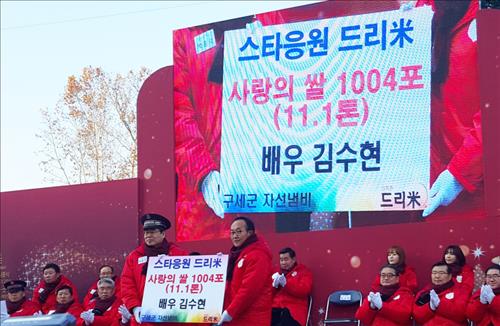 스타응원 드리米
사랑의 쌀 1004포
(11.1톤)
배우 김수현
구세군 자선냄비
드리米
스타응원 드리米
사랑의 쌀 1004포
(11.1톤)
배우 김수현